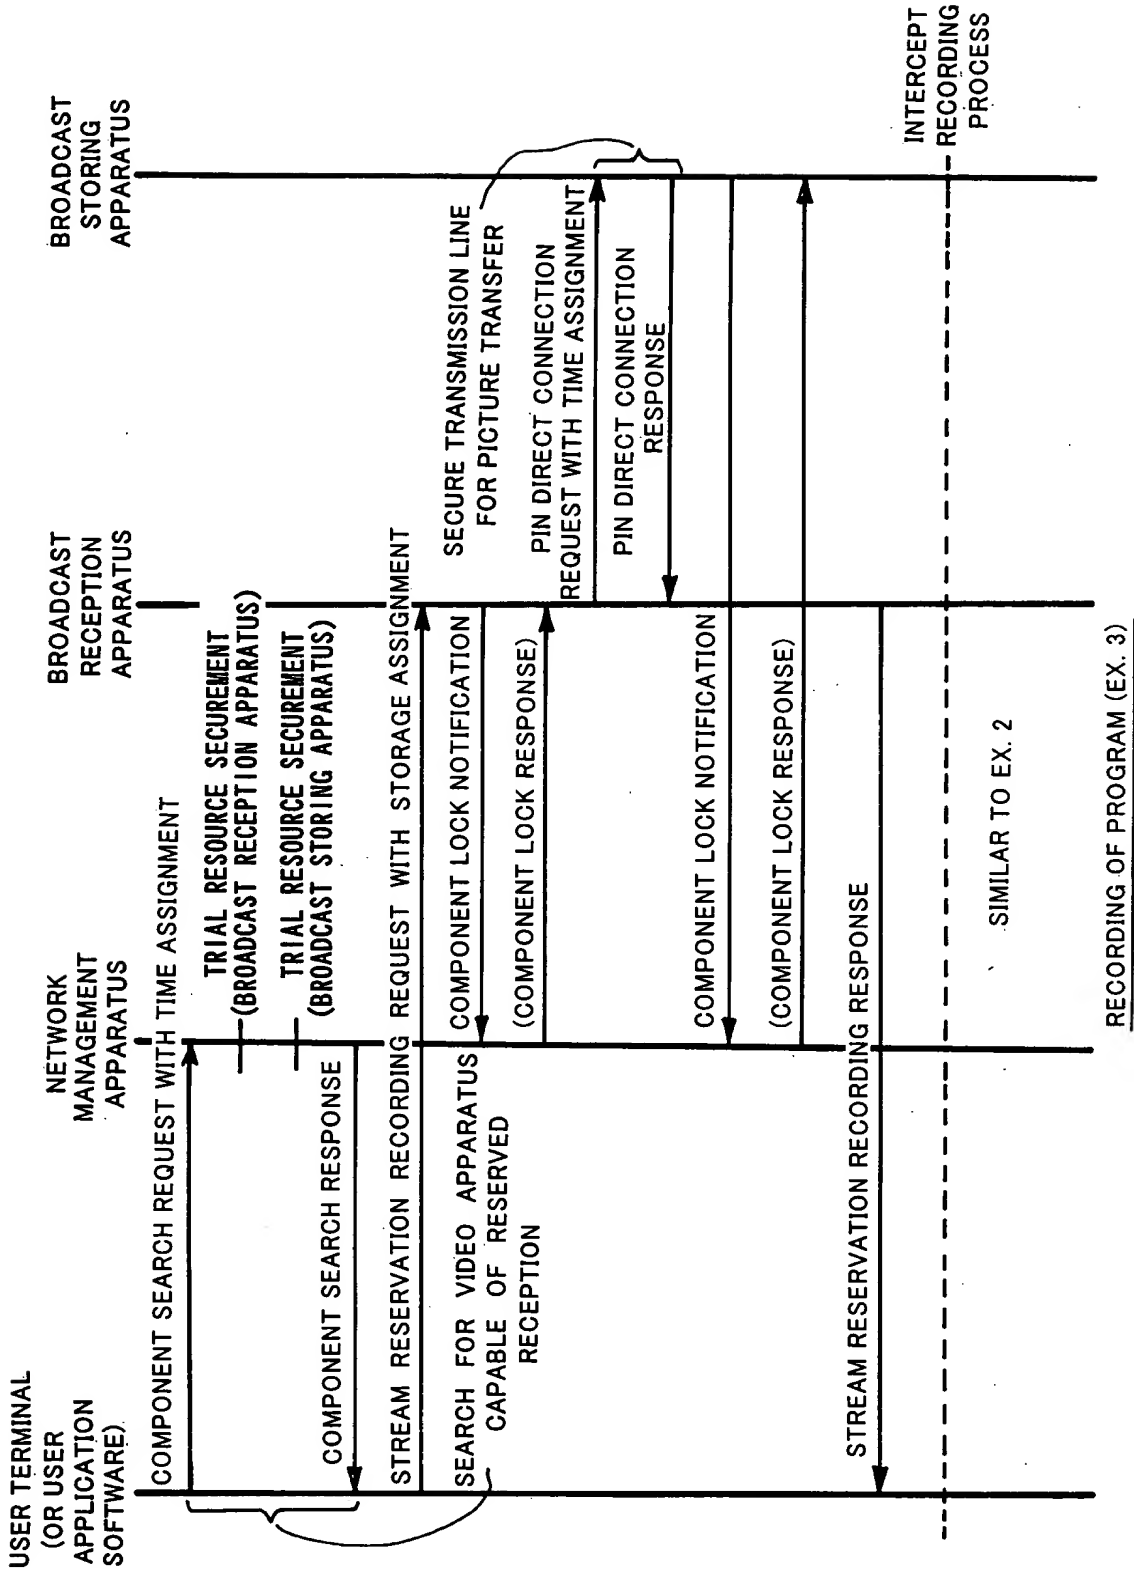 USER TERMINAL
(OR USER
APPLICATION
SOFTWARE)
NETWORK
MANAGEMENT
APPARATUS
BROADCAST
RECEPTION
APPARATUS
BROADCAST
STORING
APPARATUS
COMPONENT SEARCH REQUEST WITH TIME ASSIGNMENT
TRIAL RESOURCE SECUREMENT
(BROADCAST RECEPTION APPARATUS)
TRIAL RESOURCE SECUREMENT
(BROADCAST STORING APPARATUS)
COMPONENT SEARCH RESPONSE
STREAM RESERVATION RECORDING REQUEST WITH STORAGE ASSIGNMENT
SEARCH FOR VIDEO APPARATUS
CAPABLE OF RESERVED
RECEPTION
COMPONENT LOCK NOTIFICATION
(COMPONENT LOCK RESPONSE)
SECURE TRANSMISSION LINE
FOR PICTURE TRANSFER
PIN DIRECT CONNECTION
REQUEST WITH TIME ASSIGNMENT
PIN DIRECT CONNECTION
RESPONSE
COMPONENT LOCK NOTIFICATION
(COMPONENT LOCK RESPONSE)
STREAM RESERVATION RECORDING RESPONSE
INTERCEPT
RECORDING
PROCESS
SIMILAR TO EX. 2
RECORDING OF PROGRAM (EX. 3)